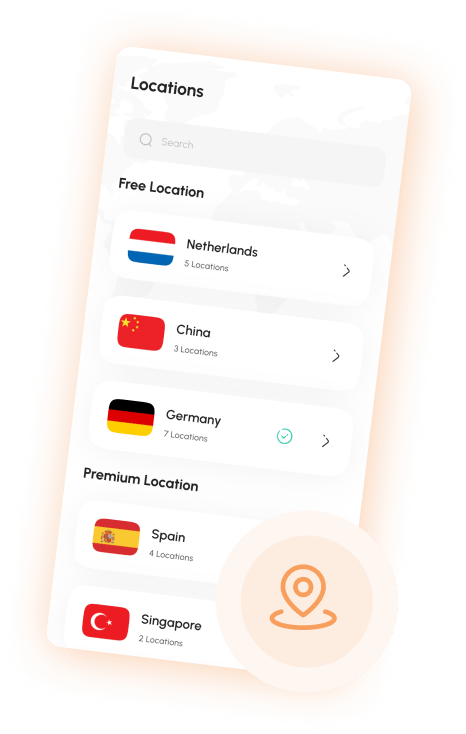 Locations
Search
Free Location
Netherlands
5 Locations
China
3 Locations
Germany
7 Locations
Premium Location
Spain
4 Locations
Singapore
2 Locations